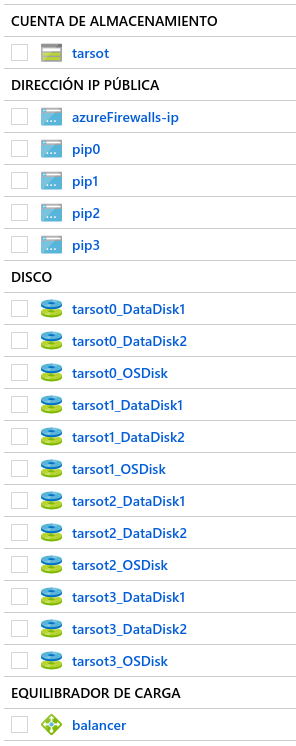 CUENTA DE ALMACENAMIENTO
tarsot
DIRECCIÓN IP PÚBLICA
azureFirewalls-ip
pip0
pip1
pip2
pip3
DISCO
tarsot0_DataDisk1
tarsot0_DataDisk2
tarsot0_OSDisk
tarsot1_DataDisk1
tarsot1_DataDisk2
tarsot1_OSDisk
tarsot2_DataDisk1
tarsot2_DataDisk2
tarsot2_OSDisk
tarsot3_DataDisk1
tarsot3_DataDisk2
tarsot3_OSDisk
EQUILIBRADOR DE CARGA
balancer